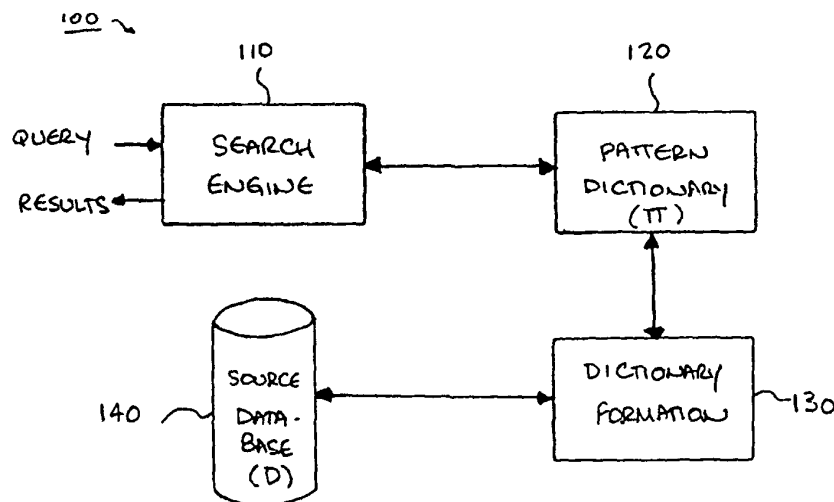 100
110
120
QUERY
RESULTS
SEARCH
ENGINE
PATTERN
DICTIONARY
(π)
140
SOURCE
DATA-
BASE
(D)
DICTIONARY
FORMATION
130